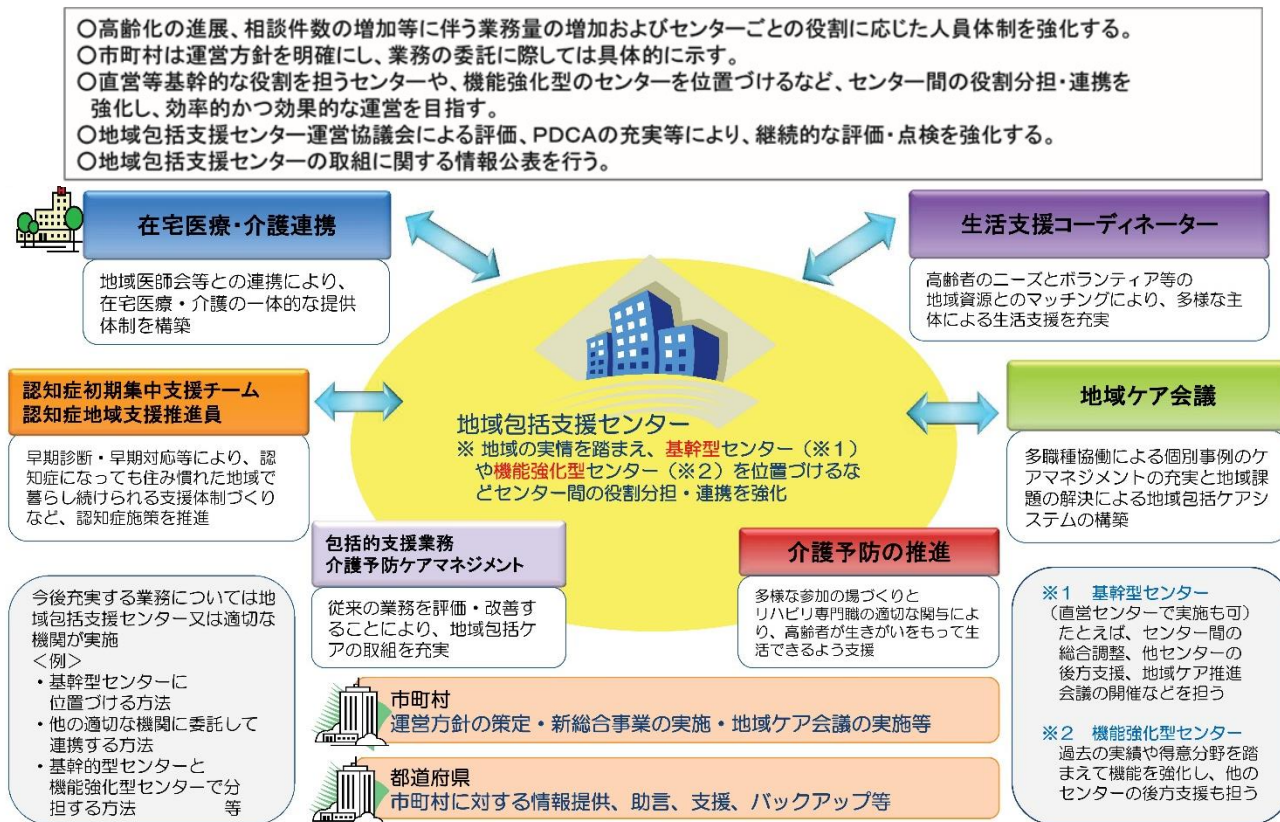 〇高齢化の進展、相談件数の増加等に伴う業務量の増加およびセンターごとの役割に応じた人員体制を強化する。
〇市町村は運営方針を明確にし、業務の委託に際しては具体的に示す。
〇直営等基幹的な役割を担うセンターや、機能強化型のセンターを位置づけるなど、センター間の役割分担・連携を
強化し、効率的かつ効果的な運営を目指す。
〇地域包括支援センター運営協議会による評価、PDCAの充実等により、継続的な評価・点検を強化する。
〇地域包括支援センターの取組に関する情報公表を行う。
在宅医療・介護連携
地域医師会等との連携により、
在宅医療・介護の一体的な提供
体制を構築
生活支援コーディネーター
高齢者のニーズとボランティア等の
地域資源とのマッチングにより、多様な主
体による生活支援を充実
認知症初期集中支援チーム
認知症地域支援推進員
早期診断・早期対応等により、認
知症になっても住み慣れた地域で
暮らし続けられる支援体制づくり
など、認知症施策を推進
地域包括支援センター
※ 地域の実情を踏まえ、基幹型センター（※1）
や機能強化型センター（※2）を位置づけるな
どセンター間の役割分担・連携を強化
地域ケア会議
多職種協働による個別事例のケ
アマネジメントの充実と地域課
題の解決による地域包括ケアシ
ステムの構築
包括的支援業務
介護予防ケアマネジメント
従来の業務を評価・改善す
ることにより、地域包括ケ
アの取組を充実
介護予防の推進
多様な参加の場づくりと
リハビリ専門職の適切な関与によ
り、高齢者が生きがいをもって生
活できるよう支援
今後充実する業務については地
域包括支援センター又は適切な
機関が実施
＜例＞
・基幹型センターに
位置づける方法
・他の適切な機関に委託して
連携する方法
・基幹的型センターと
機能強化型センターで分
担する方法 等
※1 基幹型センター
（直営センターで実施も可）
たとえば、センター間の
総合調整、他センターの
後方支援、地域ケア推進
会議の開催などを担う
※2 機能強化型センター
過去の実績や得意分野を踏
まえて機能を強化し、他の
センターの後方支援も担う
市町村
運営方針の策定・新総合事業の実施・地域ケア会議の実施等
都道府県
市町村に対する情報提供、助言、支援、バックアップ等